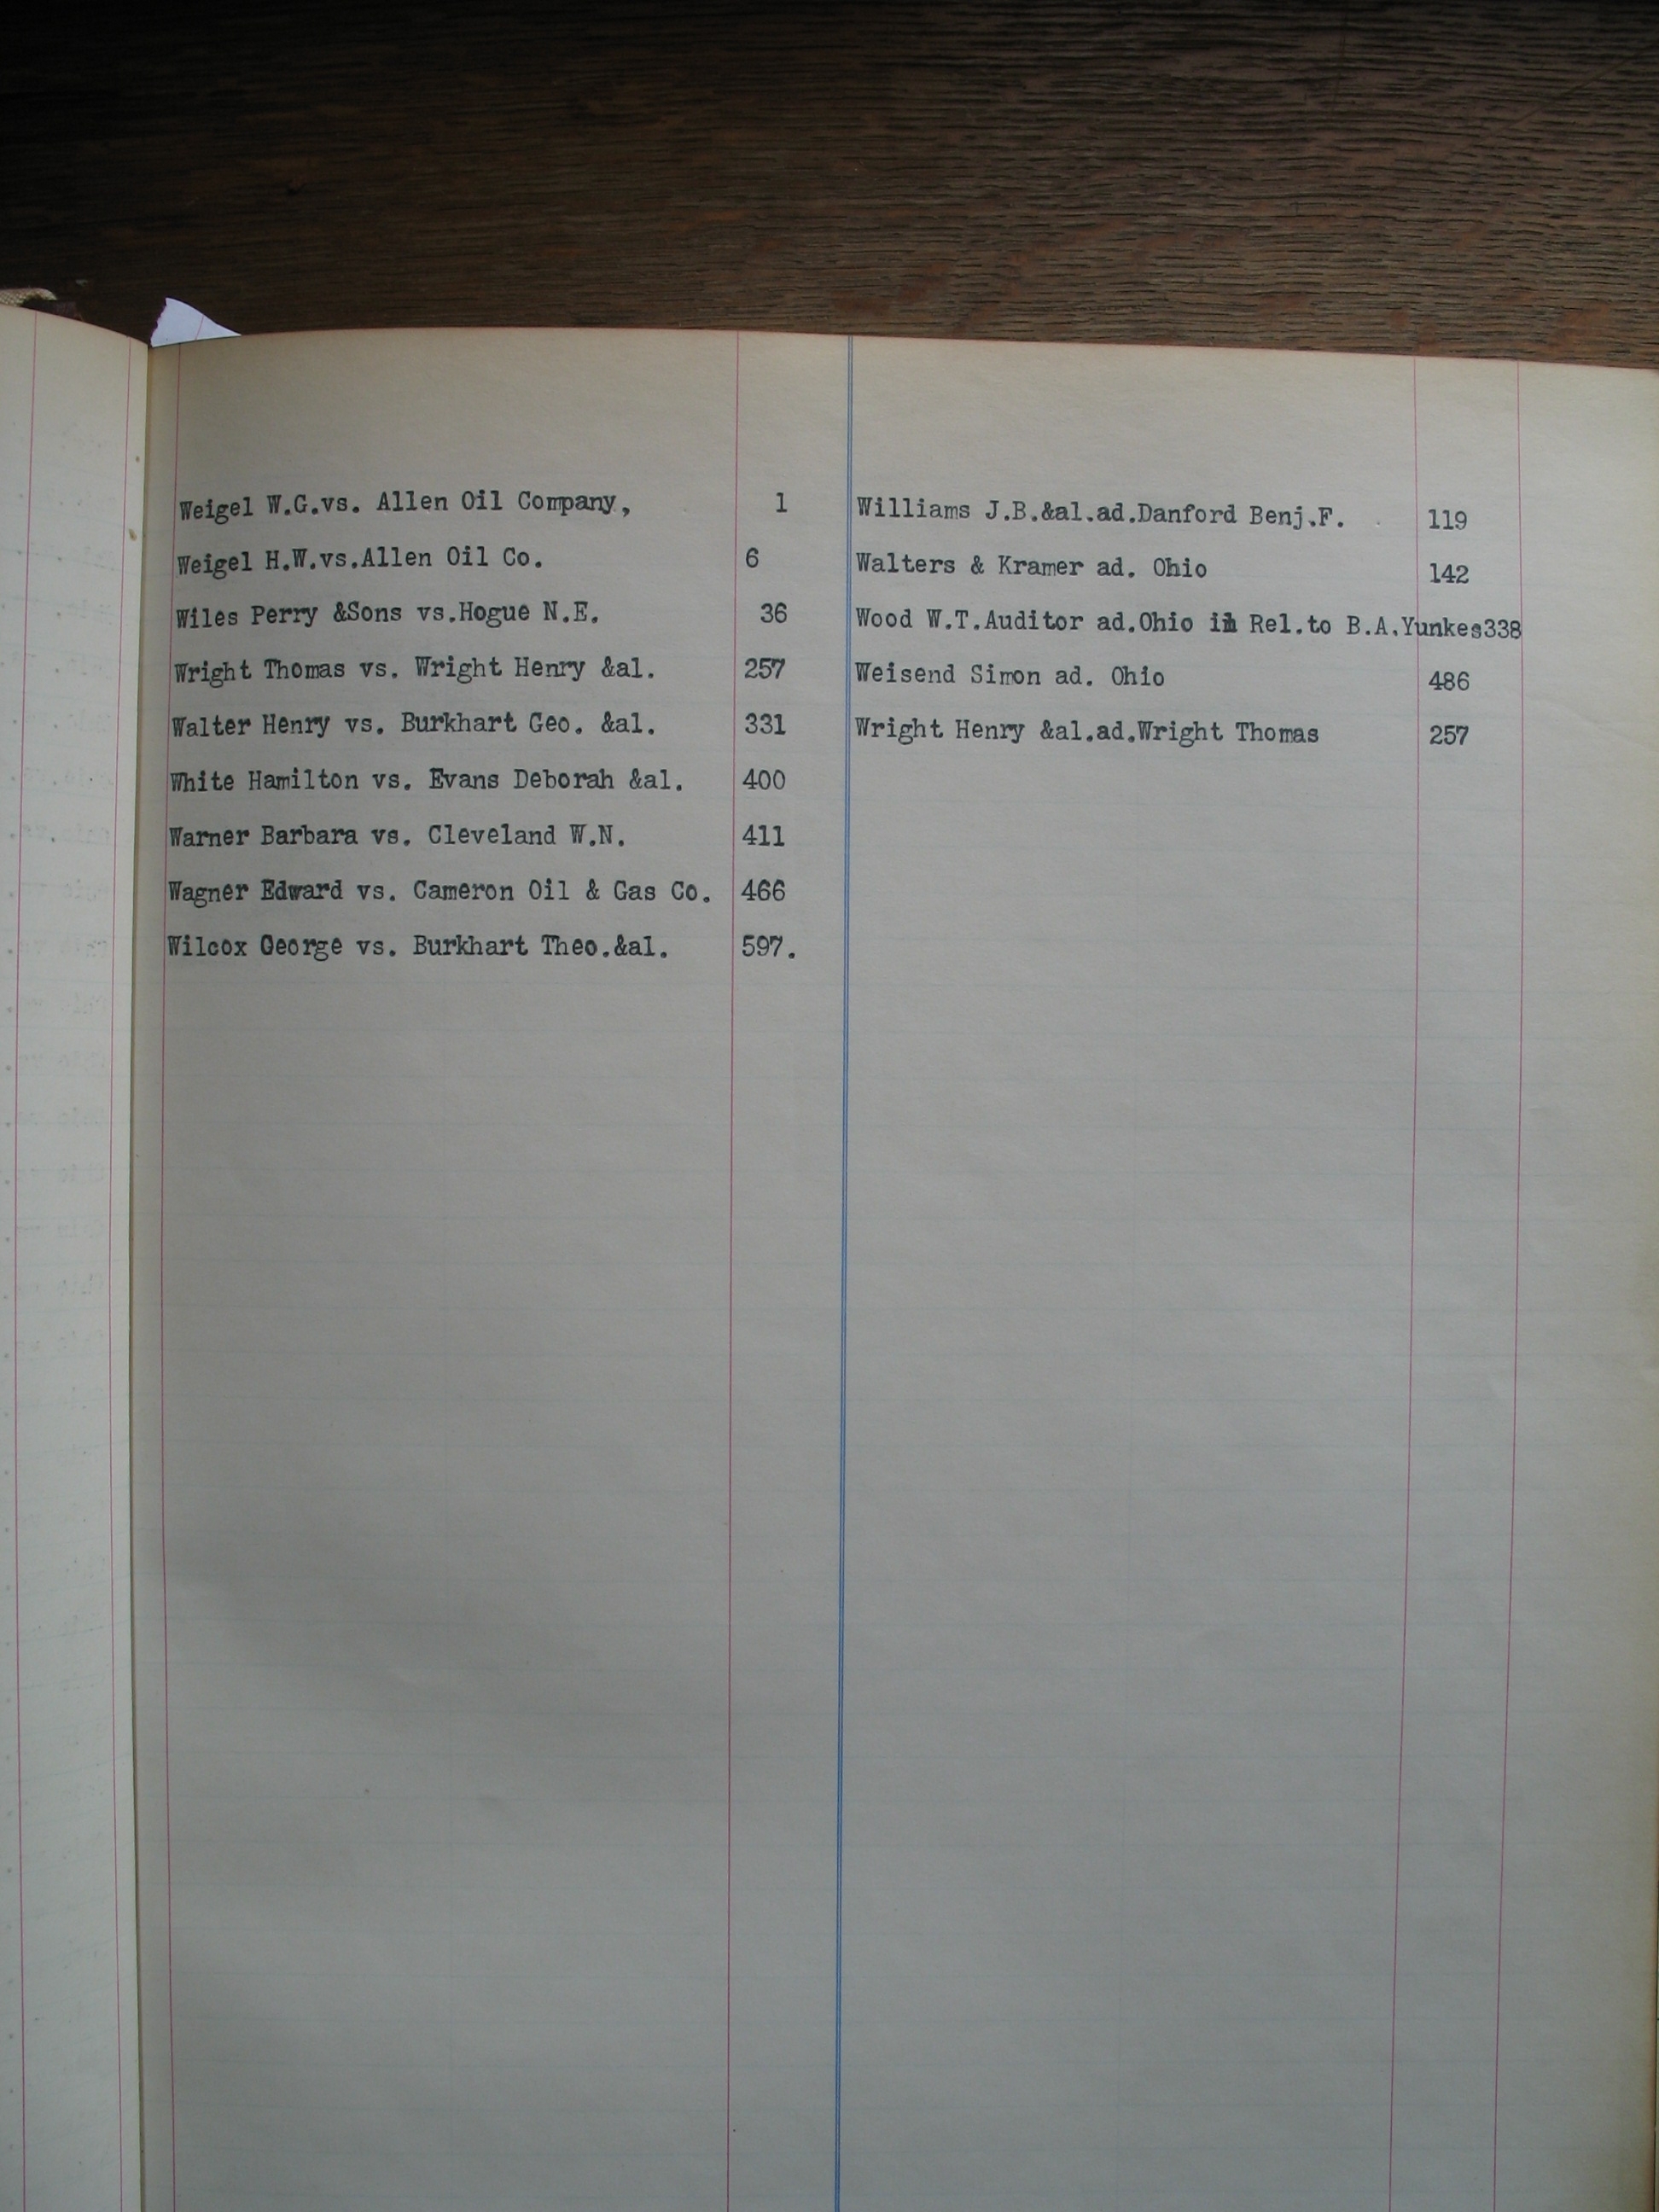 Weigel W.G.vs. Allen Oil Company, 1
Weigel H.W.vs.Allen Oil Co. 6
Wiles Perry &Sons vs.Hogue N.E. 36
Wright Thomas vs. Wright Henry &al. 257
Walter Henry vs. Burkhart Geo. &al. 331
White Hamilton vs. Evans Deborah &al. 400
Warner Barbara vs. Cleveland W.N. 411
Wagner Edward vs. Cameron Oil & Gas Co. 466
Wilcox George vs. Burkhart Theo.&al. 597.
Williams J.B.&al.ad.Danford Benj.F. 119
Walters & Kramer ad. Ohio 142
Wood W.T.Auditor ad.Ohio in Rel.to B.A.Yunkes338
Weisend Simon ad. Ohio 486
Wright Henry &al.ad.Wright Thomas 257